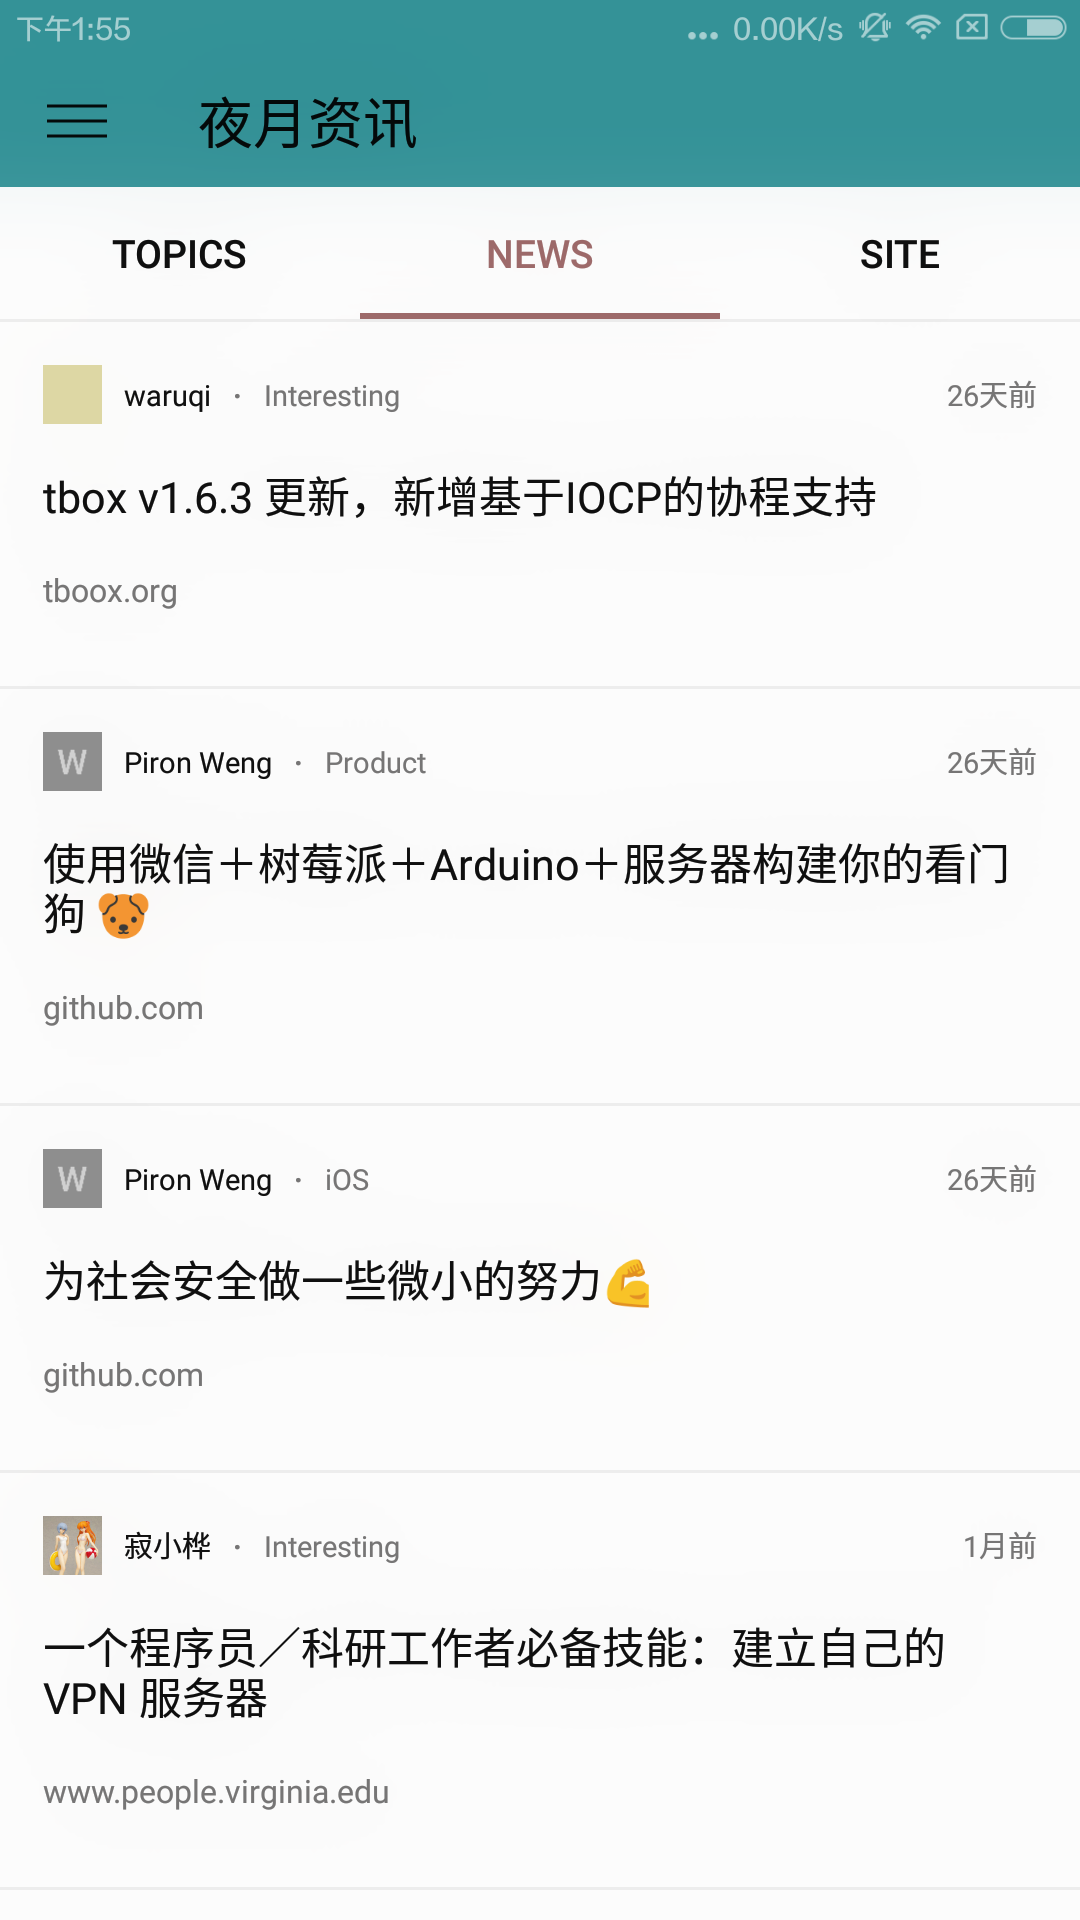 下午1:55
... 0.00K/s
夜月资讯
TOPICS NEWS SITE
waruqi · Interesting 26天前
tbox v1.6.3 更新，新增基于IOCP的协程支持
tboox.org
W Piron Weng · Product 26天前
使用微信＋树莓派＋Arduino＋服务器构建你的看门
狗 🐶
github.com
W Piron Weng · iOS 26天前
为社会安全做一些微小的努力💪
github.com
寂小桦 · Interesting 1月前
一个程序员／科研工作者必备技能：建立自己的
VPN 服务器
www.people.virginia.edu